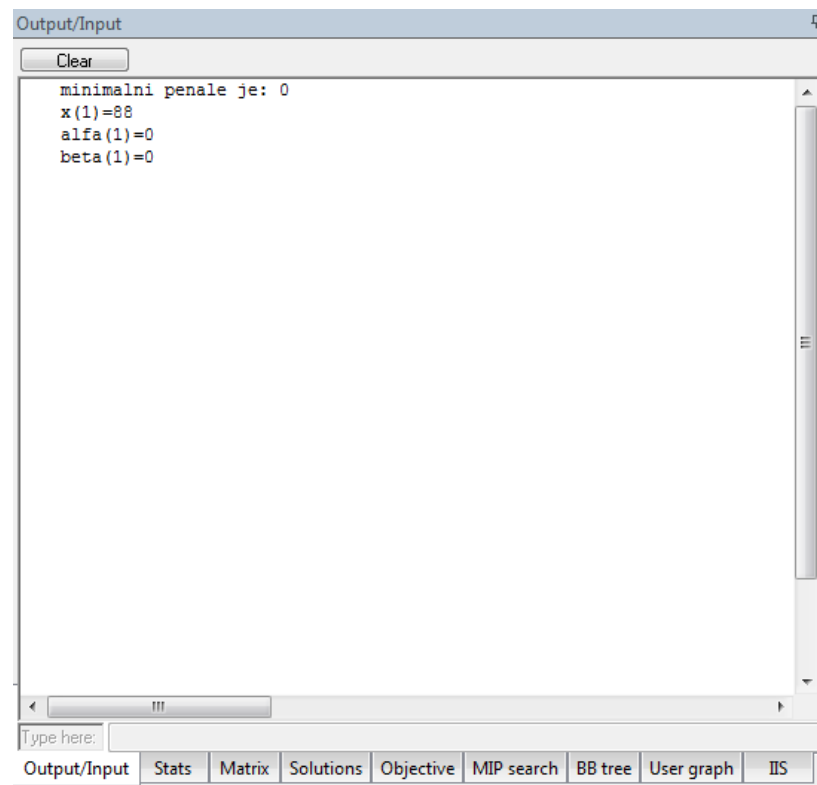 Output/Input
Clear
minimalni penale je: 0
x(1)=88
alfa(1)=0
beta(1)=0
Type here:
Output/Input Stats Matrix Solutions Objective MIP search BB tree User graph IIS